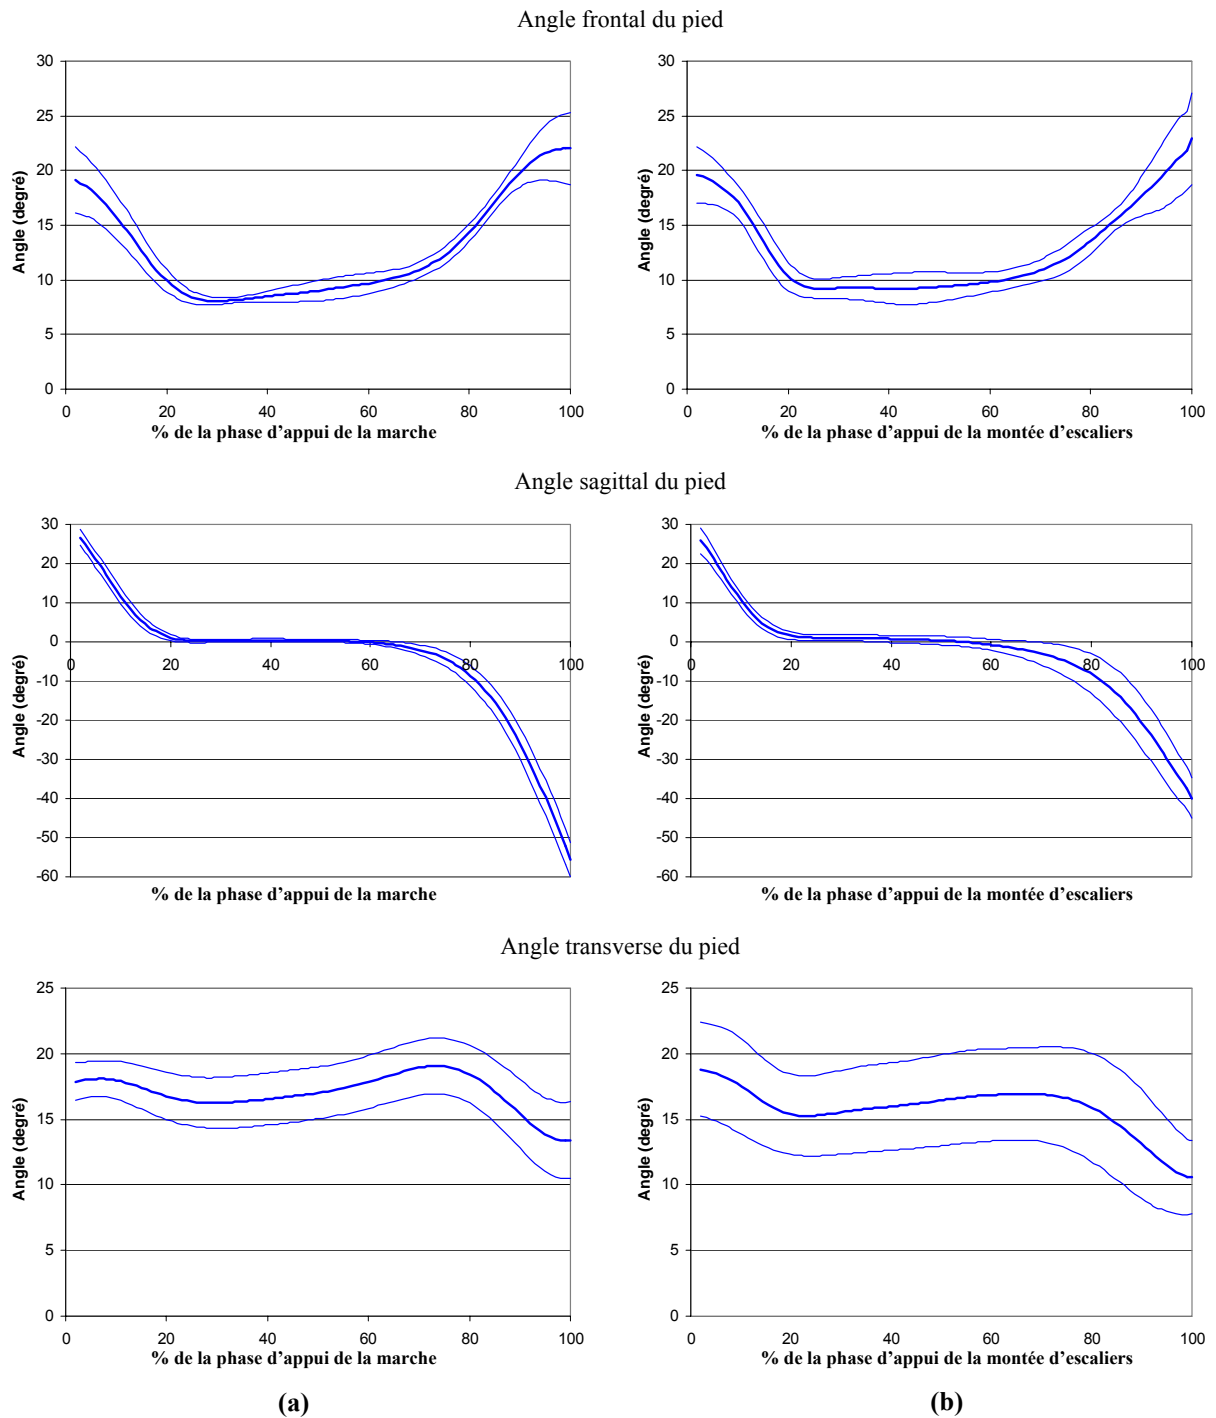 Angle frontal du pied
30
25
20
15
10
5
0
Angle (degré)
0 20 40 60 80 100
% de la phase d'appui de la marche
30
25
20
15
10
5
0
Angle (degré)
0 20 40 60 80 100
% de la phase d'appui de la montée d'escaliers
Angle sagittal du pied
30
20
10
0
-10
-20
-30
-40
-50
-60
Angle (degré)
0 20 40 60 80 100
% de la phase d'appui de la marche
30
20
10
0
-10
-20
-30
-40
-50
-60
Angle (degré)
0 20 40 60 80 100
% de la phase d'appui de la montée d'escaliers
Angle transverse du pied
25
20
15
10
5
0
Angle (degré)
0 20 40 60 80 100
% de la phase d'appui de la marche
25
20
15
10
5
0
Angle (degré)
0 20 40 60 80 100
% de la phase d'appui de la montée d'escaliers
(a)
(b)